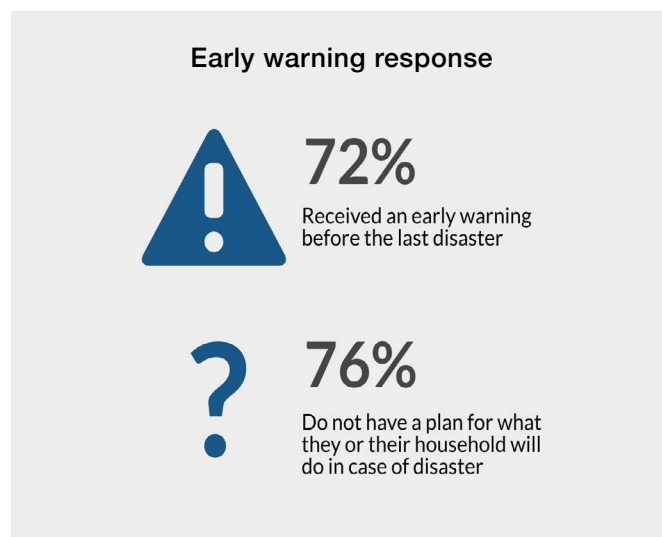 Early warning response
72%
Received an early warning
before the last disaster
76%
Do not have a plan for what
they or their household will
do in case of disaster